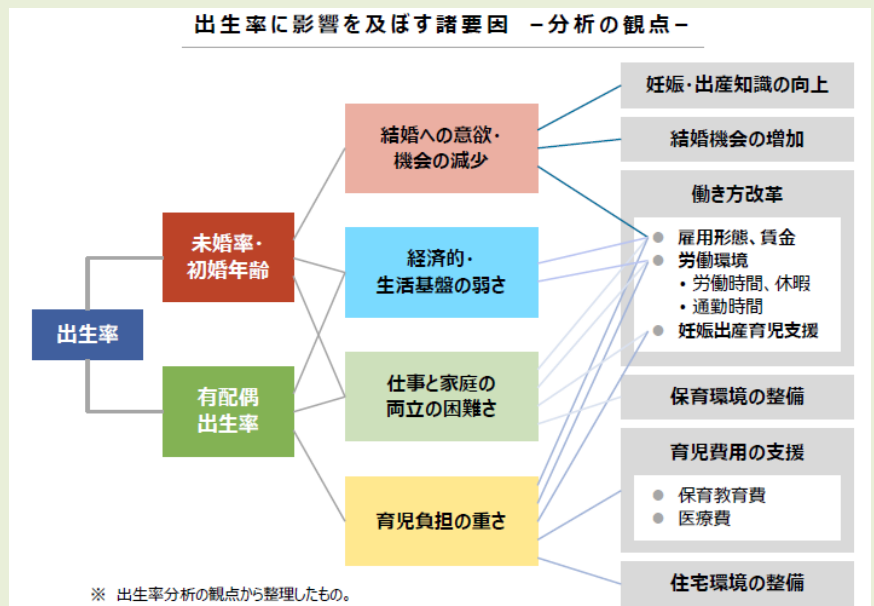 出生率に影響を及ぼす諸要因 −分析の観点−
出生率
未婚率・
初婚年齢
有配偶
出生率
結婚への意欲・
機会の減少
経済的・
生活基盤の弱さ
仕事と家庭の
両立の困難さ
育児負担の重さ
妊娠・出産知識の向上
結婚機会の増加
働き方改革
● 雇用形態、賃金
● 労働環境
・労働時間、休暇
・通勤時間
● 妊娠出産育児支援
保育環境の整備
育児費用の支援
● 保育教育費
● 医療費
住宅環境の整備
※ 出生率分析の観点から整理したもの。